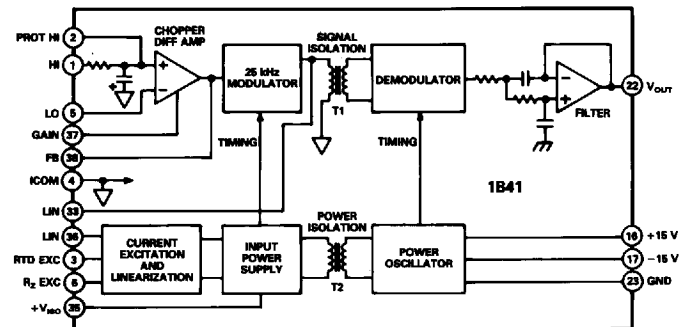 PROT HI 2
HI 1
LO 5
GAIN 37
FB 38
ICOM 4
LIN 33
LIN 36
RTD EXC 3
RZ EXC 6
+VISO 35
CHOPPER
DIFF AMP
+
−
+
25 kHz
MODULATOR
SIGNAL
ISOLATION
T1
DEMODULATOR
−
+
FILTER
22 VOUT
TIMING
TIMING
1B41
CURRENT
EXCITATION
AND
LINEARIZATION
INPUT
POWER
SUPPLY
POWER
ISOLATION
T2
POWER
OSCILLATOR
16 +15 V
17 −15 V
23 GND